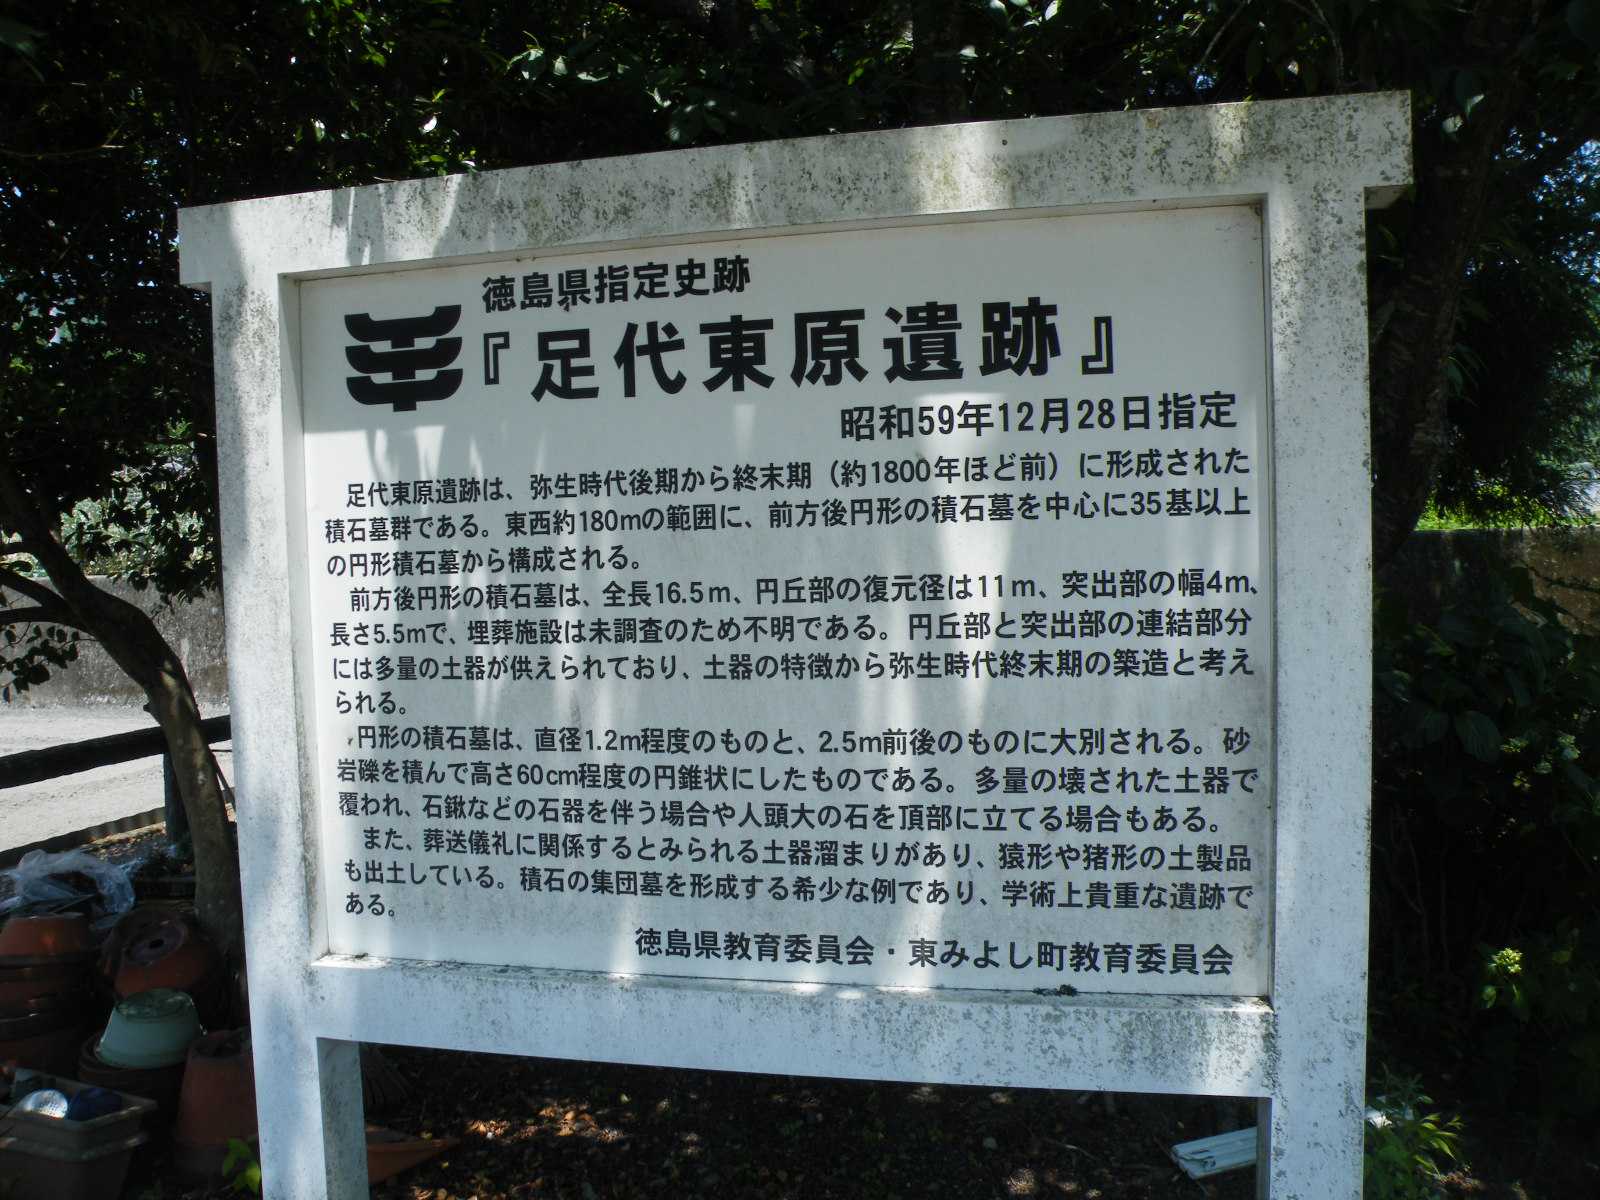 徳島県指定史跡
『足代東原遺跡』
昭和59年12月28日指定
足代東原遺跡は、弥生時代後期から終末期（約1800年ほど前）に形成された
積石墓群である。東西約180mの範囲に、前方後円形の積石墓を中心に35基以上
の円形積石墓から構成される。
前方後円形の積石墓は、全長16.5m、円丘部の復元径は11m、突出部の幅4m、
長さ5.5mで、埋葬施設は未調査のため不明である。円丘部と突出部の連結部分
には多量の土器が供えられており、土器の特徴から弥生時代終末期の築造と考え
られる。
円形の積石墓は、直径1.2m程度のものと、2.5m前後のものに大別される。砂
岩礫を積んで高さ60cm程度の円錐状にしたものである。多量の壊された土器で
覆われ、石鍬などの石器を伴う場合や人頭大の石を頂部に立てる場合もある。
また、葬送儀礼に関係するとみられる土器溜まりがあり、猿形や猪形の土製品
も出土している。積石の集団墓を形成する希少な例であり、学術上貴重な遺跡で
ある。
徳島県教育委員会・東みよし町教育委員会